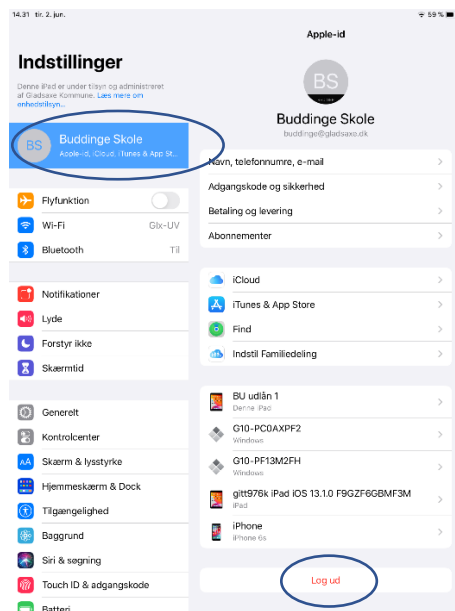 14.31 tir. 2. jun.
59 %
Indstillinger
Denne iPad er under tilsyn og administreret
af Gladsaxe Kommune. Læs mere om
enhedstilsyn...
BS
Buddinge Skole
Apple-id, iCloud, iTunes & App St...
Flyfunktion
Wi-Fi
Glx-UV
Bluetooth
Til
Notifikationer
Lyde
Forstyr ikke
Skærmtid
Generelt
Kontrolcenter
AA
Skærm & lysstyrke
Hjemmeskærm & Dock
Tilgængelighed
Baggrund
Siri & søgning
Touch ID & adgangskode
Batteri
Apple-id
BS
Buddinge Skole
buddinge@gladsaxe.dk
Navn, telefonnumre, e-mail
Adgangskode og sikkerhed
Betaling og levering
Abonnementer
iCloud
iTunes & App Store
Find
Indstil Familiedeling
BU udlån 1
Denne iPad
G10-PC0AXPF2
Windows
G10-PF13M2FH
Windows
gitt976k iPad iOS 13.1.0 F9GZF6GBMF3M
iPad
iPhone
iPhone 6s
Log ud